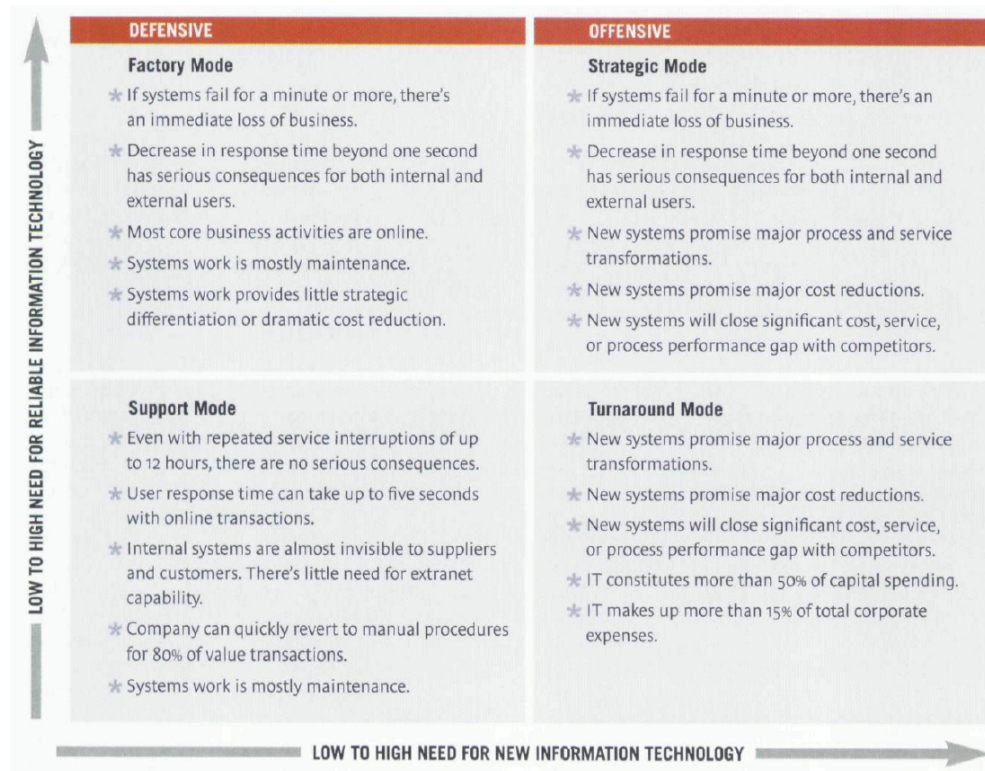 DEFENSIVE
Factory Mode
* If systems fail for a minute or more, there's
an immediate loss of business.
* Decrease in response time beyond one second
has serious consequences for both internal and
external users.
* Most core business activities are online.
* Systems work is mostly maintenance.
* Systems work provides little strategic
differentiation or dramatic cost reduction.
OFFENSIVE
Strategic Mode
* If systems fail for a minute or more, there's an
immediate loss of business.
* Decrease in response time beyond one second
has serious consequences for both internal and
external users.
* New systems promise major process and service
transformations.
* New systems promise major cost reductions.
* New systems will close significant cost, service,
or process performance gap with competitors.
Support Mode
* Even with repeated service interruptions of up
to 12 hours, there are no serious consequences.
* User response time can take up to five seconds
with online transactions.
* Internal systems are almost invisible to suppliers
and customers. There's little need for extranet
capability.
* Company can quickly revert to manual procedures
for 80% of value transactions.
* Systems work is mostly maintenance.
Turnaround Mode
* New systems promise major process and service
transformations.
* New systems promise major cost reductions.
* New systems will close significant cost, service,
or process performance gap with competitors.
* IT constitutes more than 50% of capital spending.
* IT makes up more than 15% of total corporate
expenses.
LOW TO HIGH NEED FOR RELIABLE INFORMATION TECHNOLOGY
LOW TO HIGH NEED FOR NEW INFORMATION TECHNOLOGY